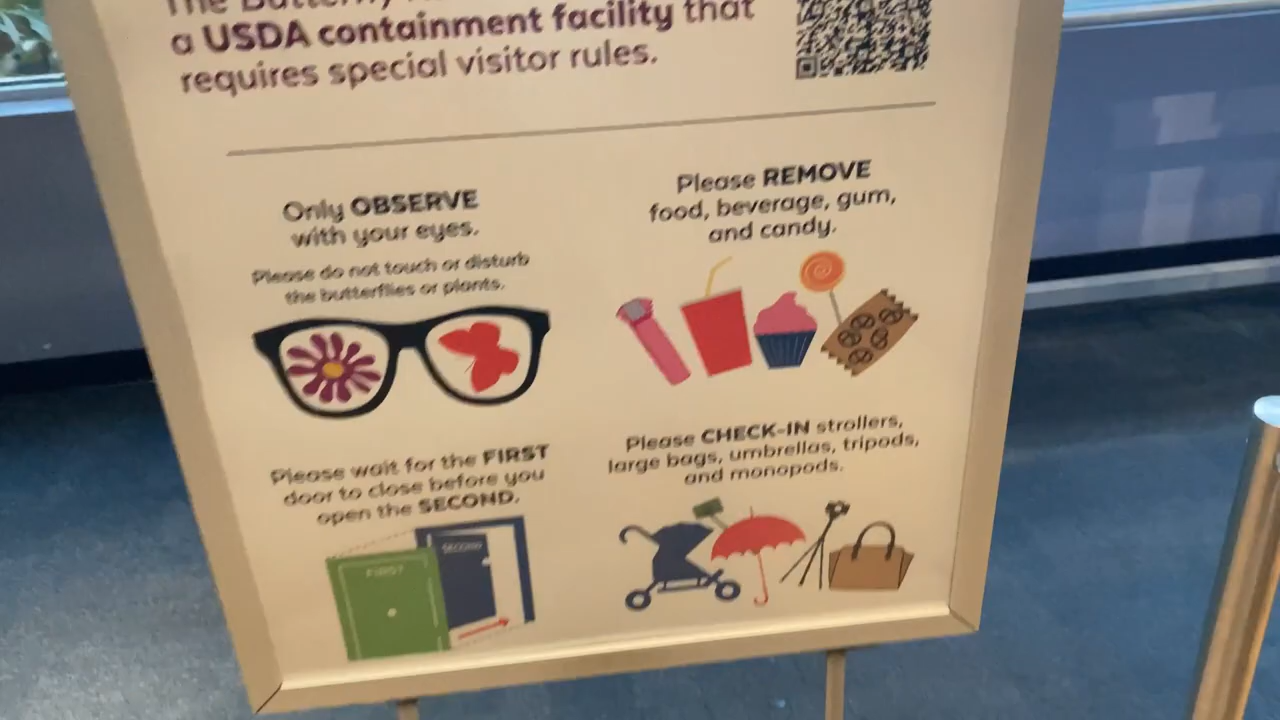 The Butterfly
a USDA containment facility that
requires special visitor rules.
Only OBSERVE
with your eyes.
Please do not touch or disturb
the butterflies or plants.
Please REMOVE
food, beverage, gum,
and candy.
Please wait for the FIRST
door to close before you
open the SECOND.
FIRST
SECOND
Please CHECK-IN strollers,
large bags, umbrellas, tripods,
and monopods.